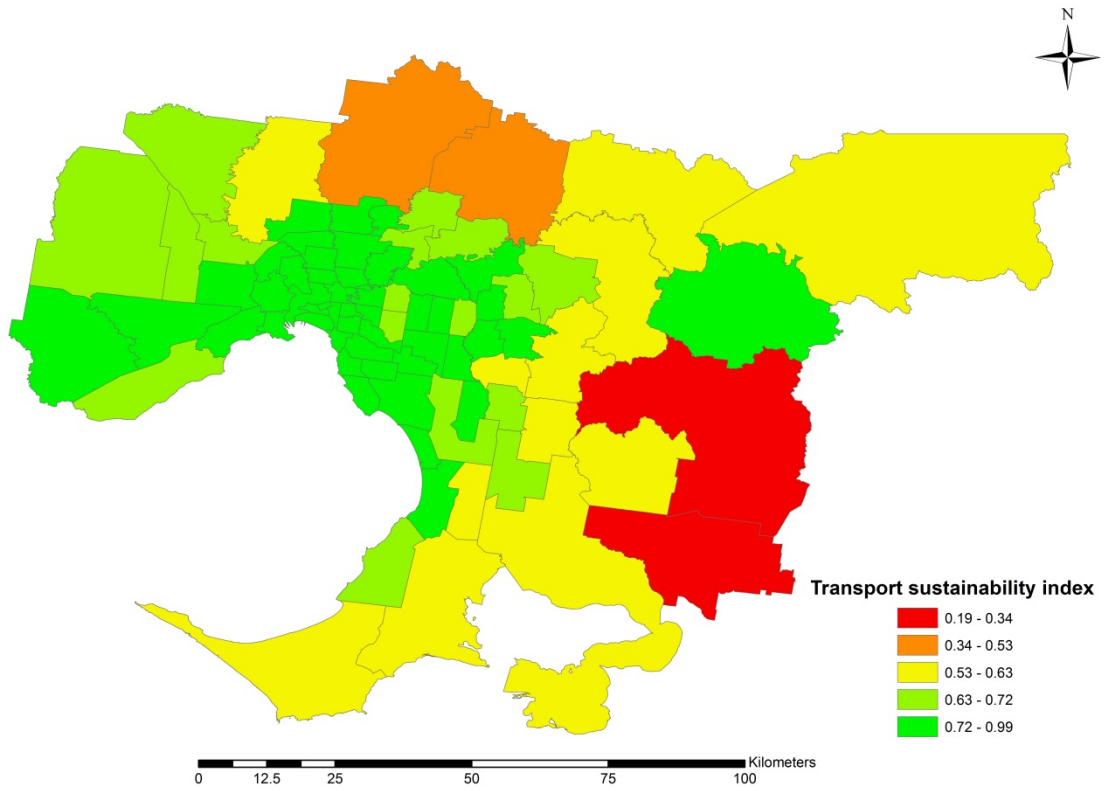 N
Transport sustainability index
0.19 - 0.34
0.34 - 0.53
0.53 - 0.63
0.63 - 0.72
0.72 - 0.99
Kilometers
0 12.5 25 50 75 100